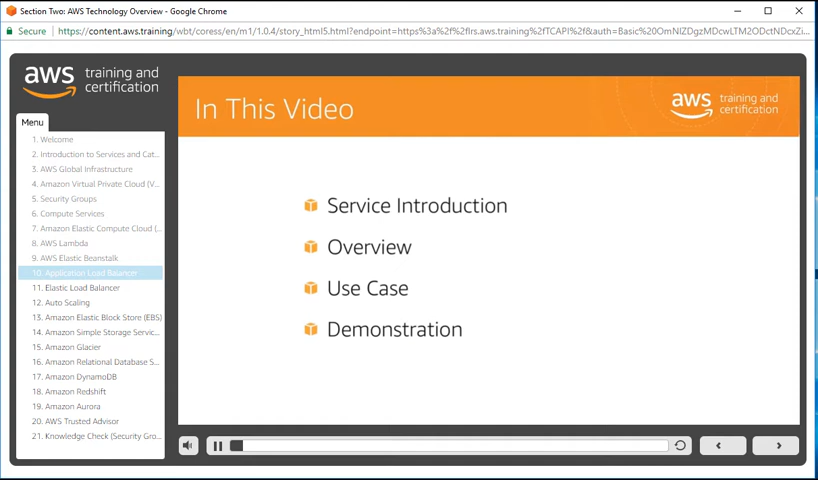 Section Two: AWS Technology Overview - Google Chrome
Secure
aws training and certification
Menu
1. Welcome
2. Introduction to Services and Cat...
3. AWS Global Infrastructure
4. Amazon Virtual Private Cloud (V...
5. Security Groups
6. Compute Services
7. Amazon Elastic Compute Cloud (...
8. AWS Lambda
9. AWS Elastic Beanstalk
10. Application Load Balancer
11. Elastic Load Balancer
12. Auto Scaling
13. Amazon Elastic Block Store (EBS)
14. Amazon Simple Storage Servic...
15. Amazon Glacier
16. Amazon Relational Database S...
17. Amazon DynamoDB
18. Amazon Redshift
19. Amazon Aurora
20. AWS Trusted Advisor
21. Knowledge Check (Security Gro...
In This Video
aws training and certification
Service Introduction
Overview
Use Case
Demonstration